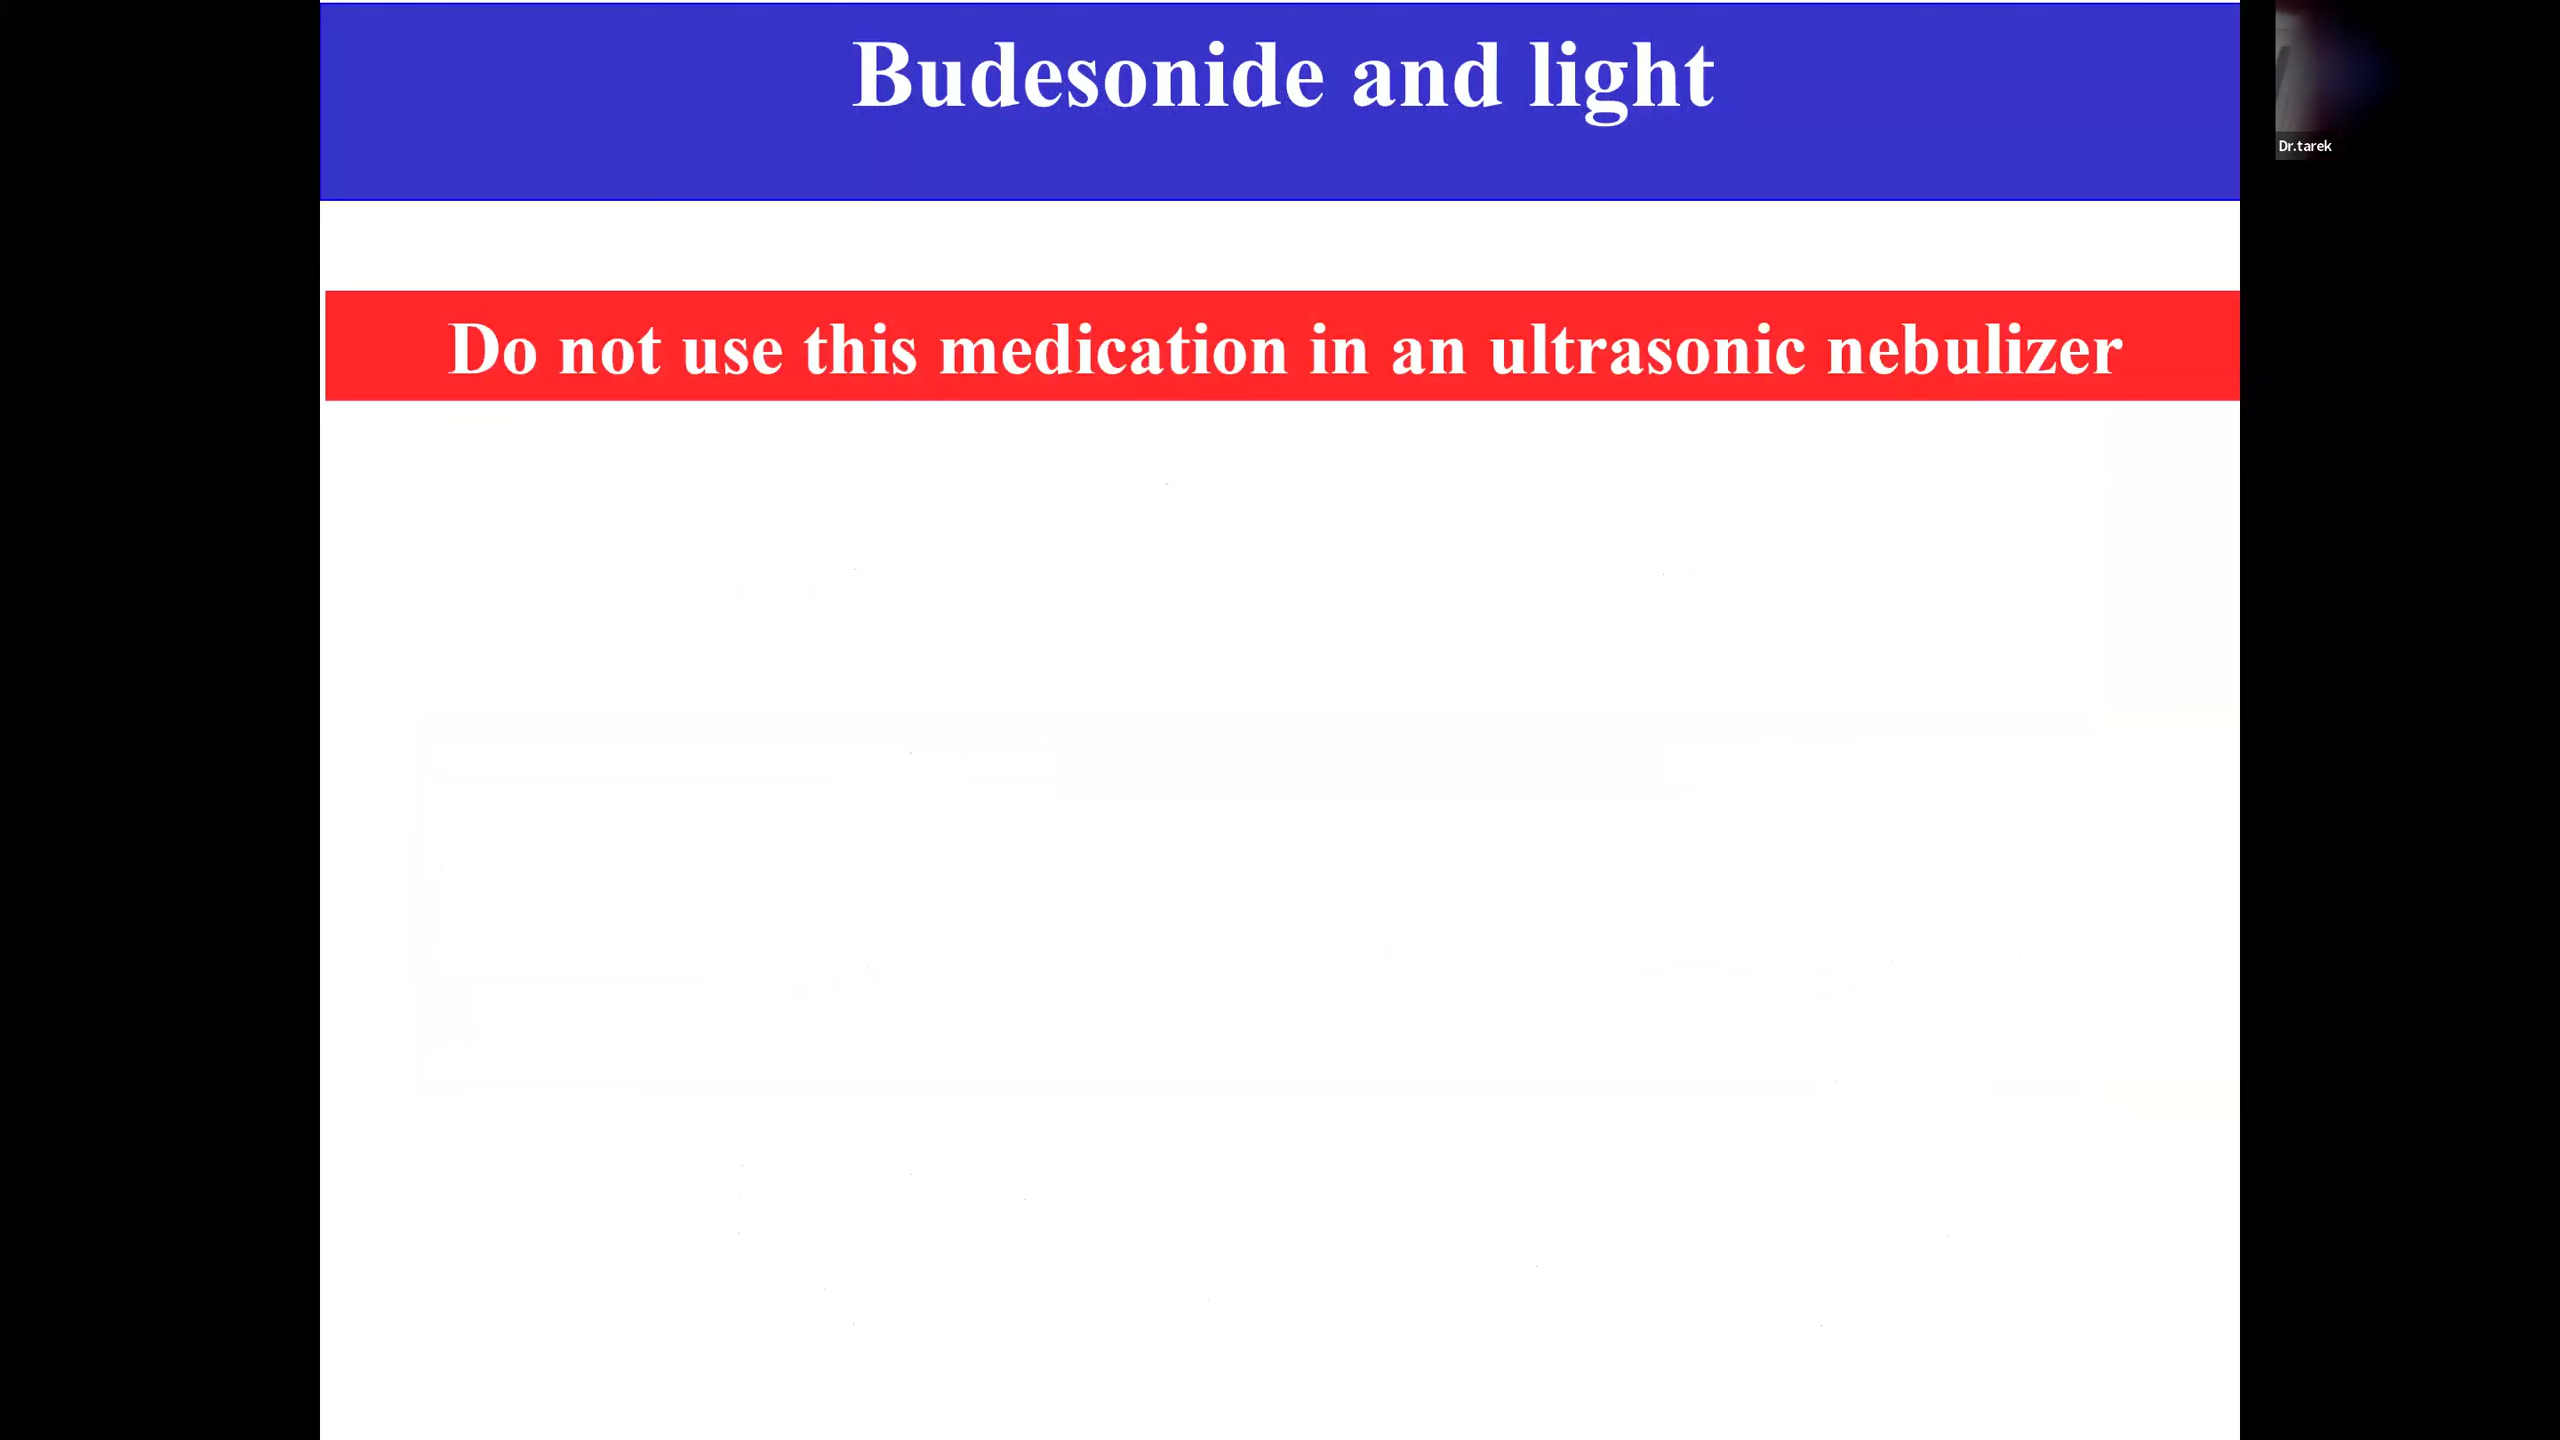 Budesonide and light
Dr.tarek
Do not use this medication in an ultrasonic nebulizer